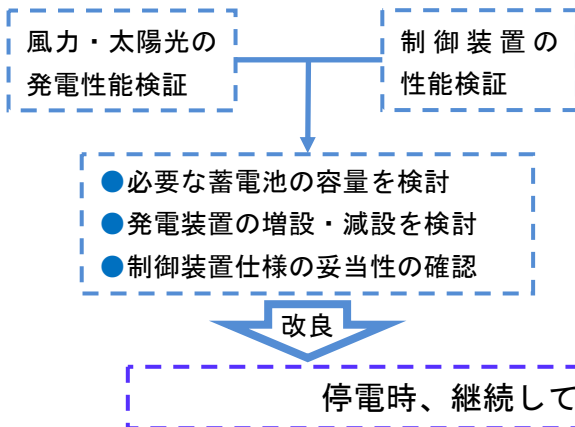 風力・太陽光の
発電性能検証
制御装置の
性能検証
●必要な蓄電池の容量を検討
●発電装置の増設・減設を検討
●制御装置仕様の妥当性の確認
改良
停電時、継続して